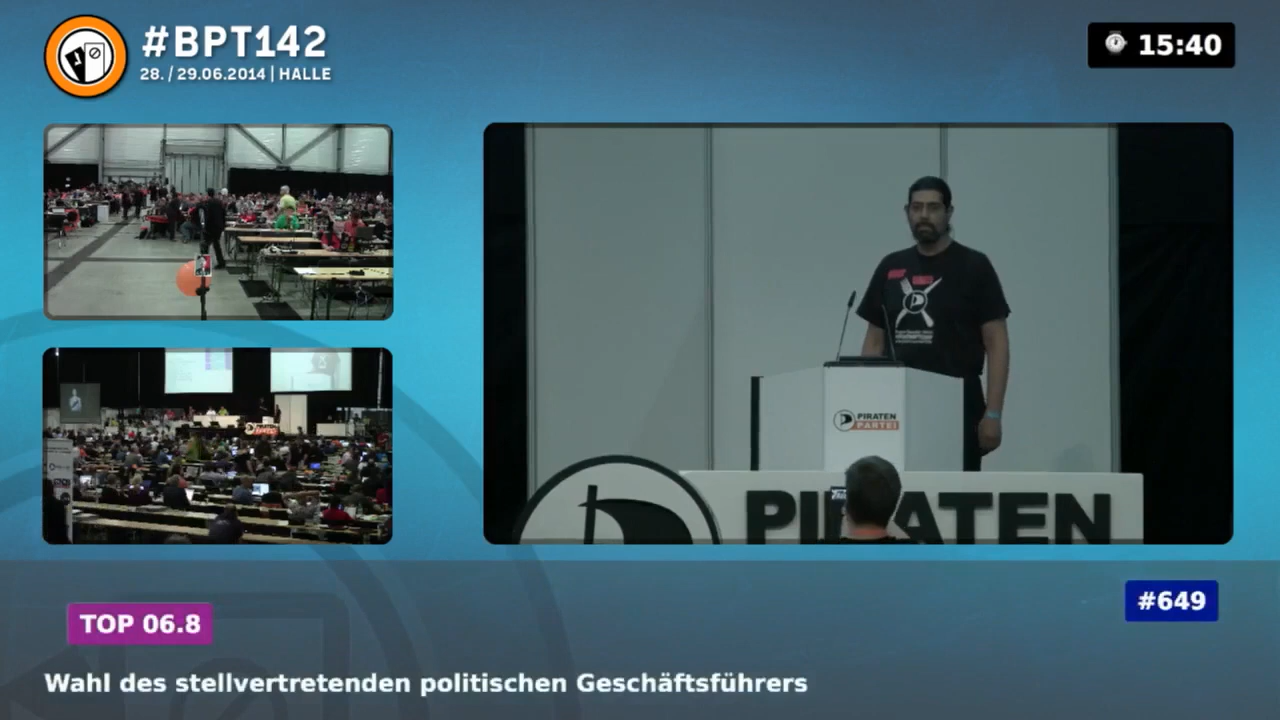 #BPT142
28. / 29.06.2014 | HALLE
15:40
PIRATEN
PARTEI
PIRATEN
#649
TOP 06.8
Wahl des stellvertretenden politischen Geschäftsführers